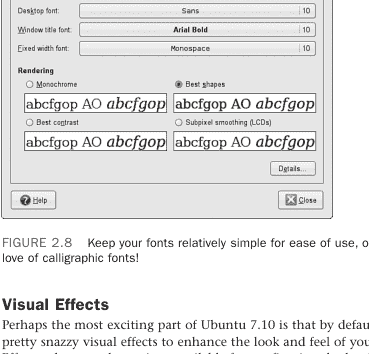 Desktop font: Sans 10
Window title font: Arial Bold 10
Fixed width font: Monospace 10
Rendering
Monochrome Best shapes
abcfgop AO abcfgop abcfgop AO abcfgop
Best contrast Subpixel smoothing (LCDs)
abcfgop AO abcfgop abcfgop AO abcfgop
Details...
Help Close
FIGURE 2.8 Keep your fonts relatively simple for ease of use, o
love of calligraphic fonts!
Visual Effects
Perhaps the most exciting part of Ubuntu 7.10 is that by defau
pretty snazzy visual effects to enhance the look and feel of you